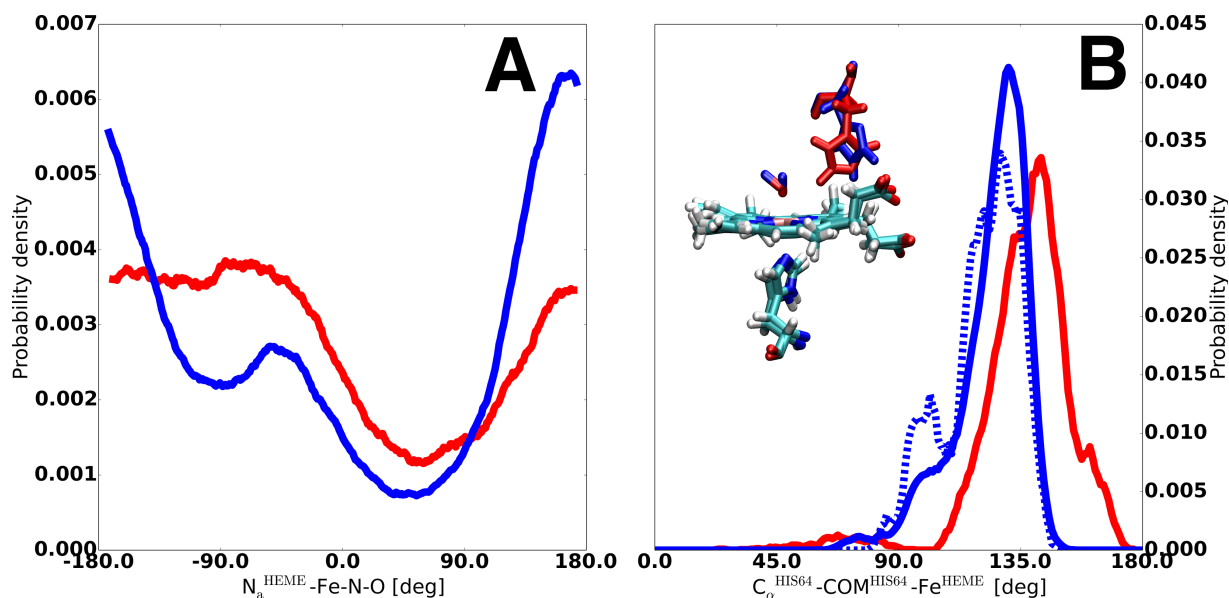 A
0.007
0.006
0.005
0.004
0.003
0.002
0.001
0.000
Probability density
-180.0 -90.0 0.0 90.0 180.0
N_a^HEME-Fe-N-O [deg]
B
0.045
0.040
0.035
0.030
0.025
0.020
0.015
0.010
0.005
0.000
Probability density
0.0 45.0 90.0 135.0 180.0
C_α^HIS64-COM^HIS64-Fe^HEME [deg]